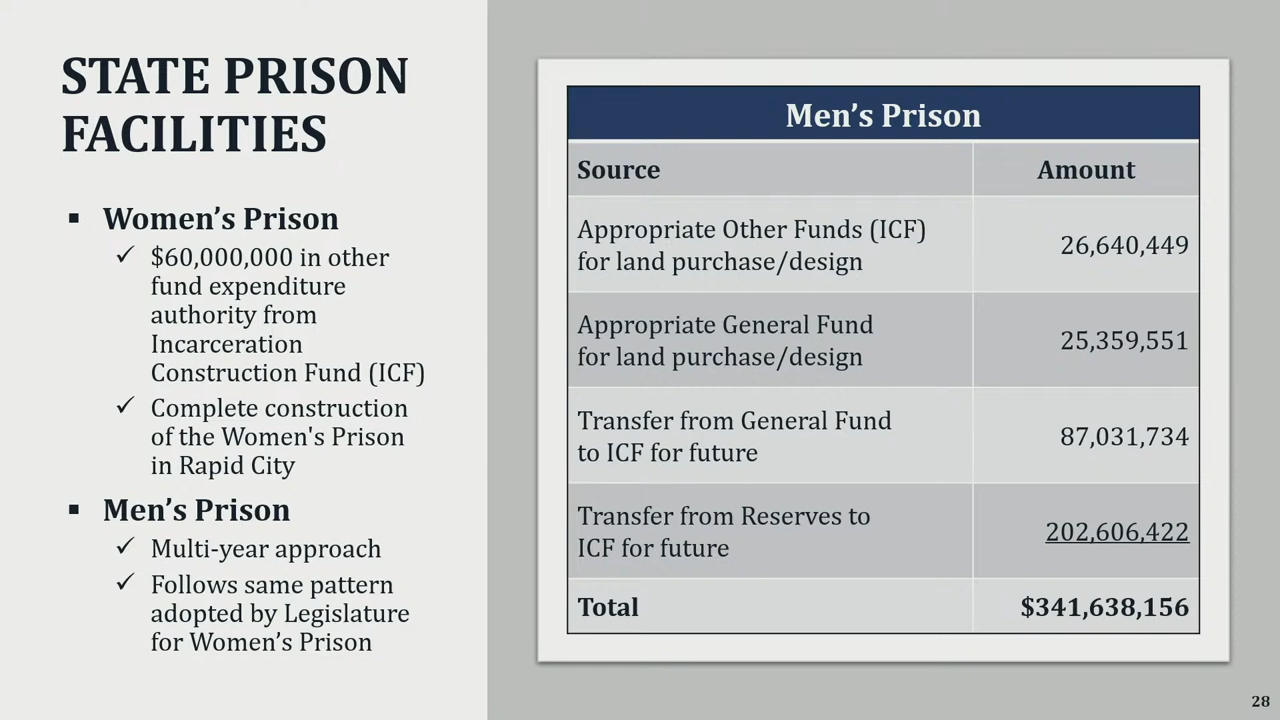 STATE PRISON
FACILITIES
▪ Women’s Prison
✓ $60,000,000 in other
fund expenditure
authority from
Incarceration
Construction Fund (ICF)
✓ Complete construction
of the Women's Prison
in Rapid City
▪ Men’s Prison
✓ Multi-year approach
✓ Follows same pattern
adopted by Legislature
for Women’s Prison
Men’s Prison
Source Amount
Appropriate Other Funds (ICF)
for land purchase/design 26,640,449
Appropriate General Fund
for land purchase/design 25,359,551
Transfer from General Fund
to ICF for future 87,031,734
Transfer from Reserves to
ICF for future 202,606,422
Total $341,638,156
28